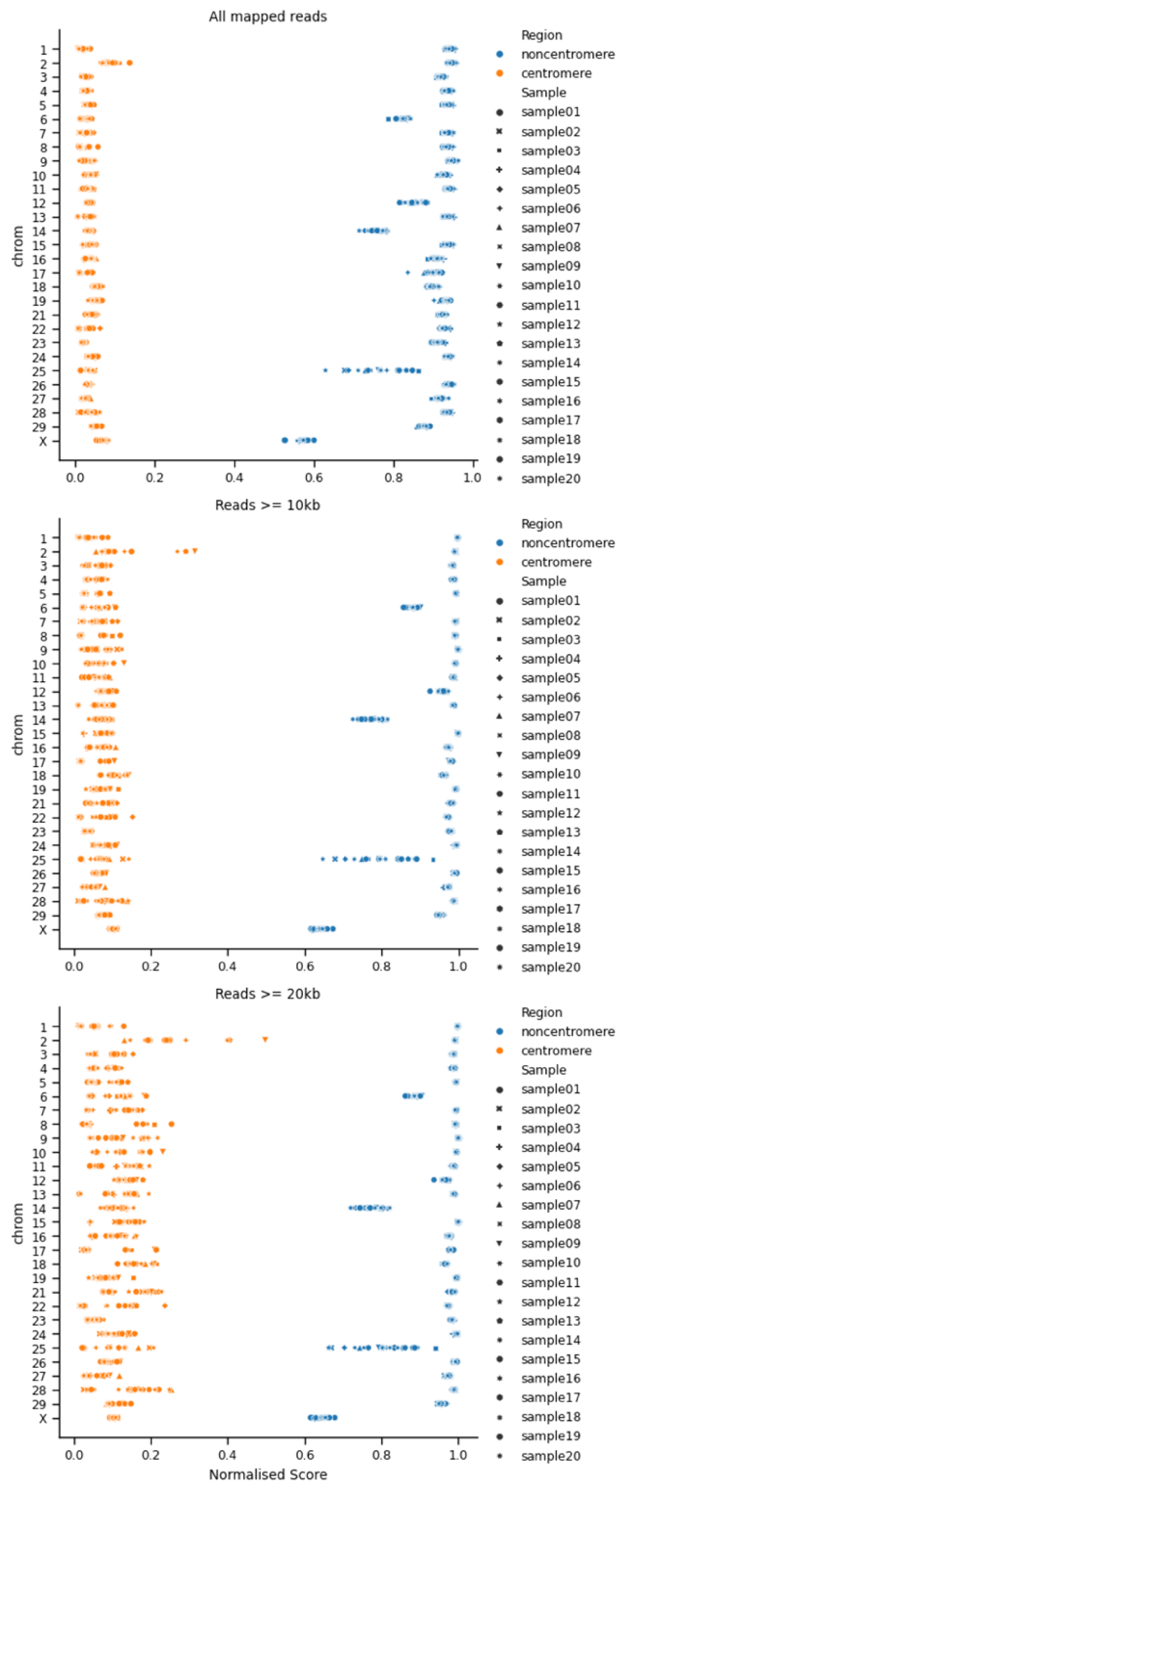 All mapped reads
chrom
1
2
3
4
5
6
7
8
9
10
11
12
13
14
15
16
17
18
19
21
22
23
24
25
26
27
28
29
X
0.0 0.2 0.4 0.6 0.8 1.0
Region
noncentromere
centromere
Sample
sample01
sample02
sample03
sample04
sample05
sample06
sample07
sample08
sample09
sample10
sample11
sample12
sample13
sample14
sample15
sample16
sample17
sample18
sample19
sample20
Reads >= 10kb
chrom
1
2
3
4
5
6
7
8
9
10
11
12
13
14
15
16
17
18
19
21
22
23
24
25
26
27
28
29
X
0.0 0.2 0.4 0.6 0.8 1.0
Region
noncentromere
centromere
Sample
sample01
sample02
sample03
sample04
sample05
sample06
sample07
sample08
sample09
sample10
sample11
sample12
sample13
sample14
sample15
sample16
sample17
sample18
sample19
sample20
Reads >= 20kb
chrom
1
2
3
4
5
6
7
8
9
10
11
12
13
14
15
16
17
18
19
21
22
23
24
25
26
27
28
29
X
0.0 0.2 0.4 0.6 0.8 1.0
Normalised Score
Region
noncentromere
centromere
Sample
sample01
sample02
sample03
sample04
sample05
sample06
sample07
sample08
sample09
sample10
sample11
sample12
sample13
sample14
sample15
sample16
sample17
sample18
sample19
sample20